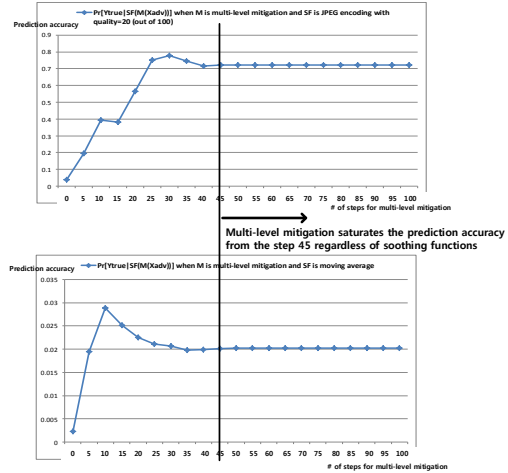 Prediction accuracy
Pr[Ytrue|SF(M(Xadv))] when M is multi-level mitigation and SF is JPEG encoding with
quality=20 (out of 100)
0.9
0.8
0.7
0.6
0.5
0.4
0.3
0.2
0.1
0
0 5 10 15 20 25 30 35 40 45 50 55 60 65 70 75 80 85 90 95 100
# of steps for multi-level mitigation
Multi-level mitigation saturates the prediction accuracy
from the step 45 regardless of soothing functions
Prediction accuracy
Pr[Ytrue|SF(M(Xadv))] when M is multi-level mitigation and SF is moving average
0.035
0.03
0.025
0.02
0.015
0.01
0.005
0
0 5 10 15 20 25 30 35 40 45 50 55 60 65 70 75 80 85 90 95 100
# of steps for multi-level mitigation